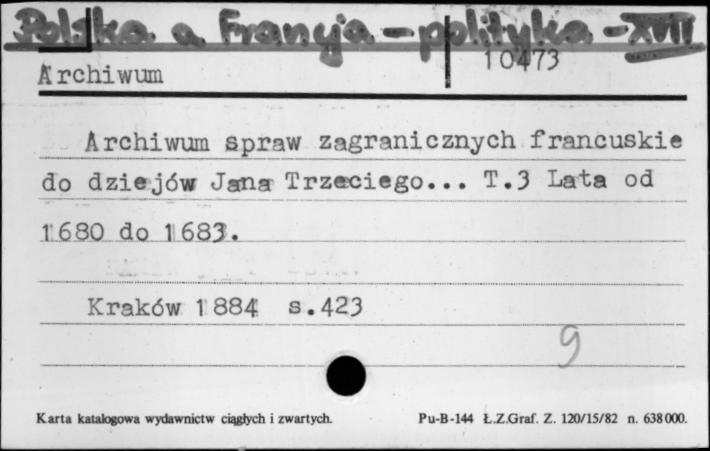 Polska a Francja - polityka - XVII
10473
Archiwum
Archiwum spraw zagranicznych francuskie
do dziejów Jana Trzeciego... T.3 Lata od
1680 do 1683.
Kraków 1884 s.423
9
Karta katalogowa wydawnictw ciągłych i zwartych. Pu-B-144 Ł.Z.Graf. Z. 120/15/82 n. 638000.